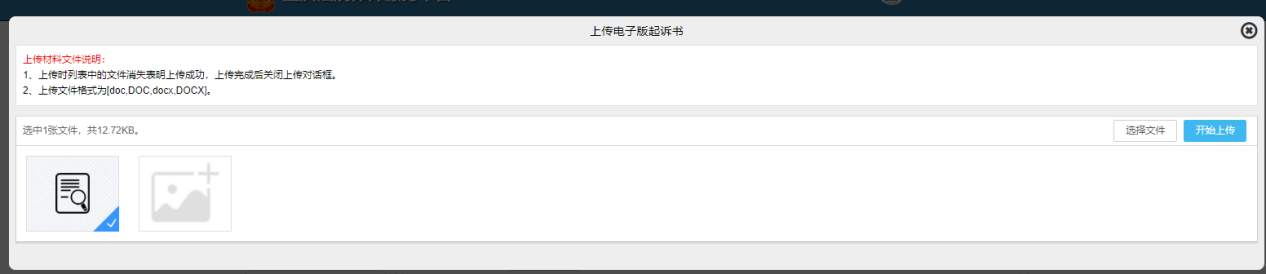 上传电子版起诉书
上传材料文件说明：
1、上传时列表中的文件消失表明上传成功，上传完成后关闭上传对话框。
2、上传文件格式为[doc,DOC,docx,DOCX]。
选中1张文件，共12.72KB。
选择文件
开始上传